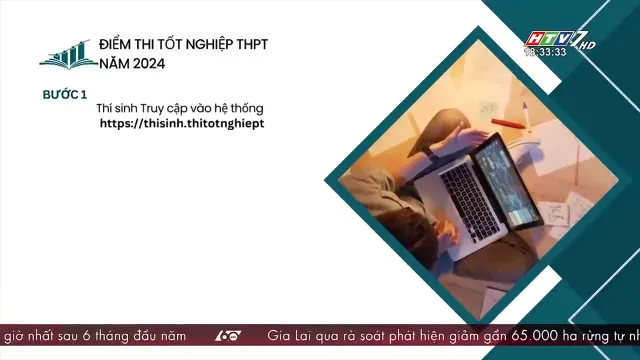 ĐIỂM THI TỐT NGHIỆP THPT
NĂM 2024
HTV7 HD
18:33:33
BƯỚC 1
Thí sinh Truy cập vào hệ thống
https://thisinh.thitotnghiept
giờ nhất sau 6 tháng đầu năm
60
Gia Lai qua rà soát phát hiện giảm gần 65.000 ha rừng tự nh